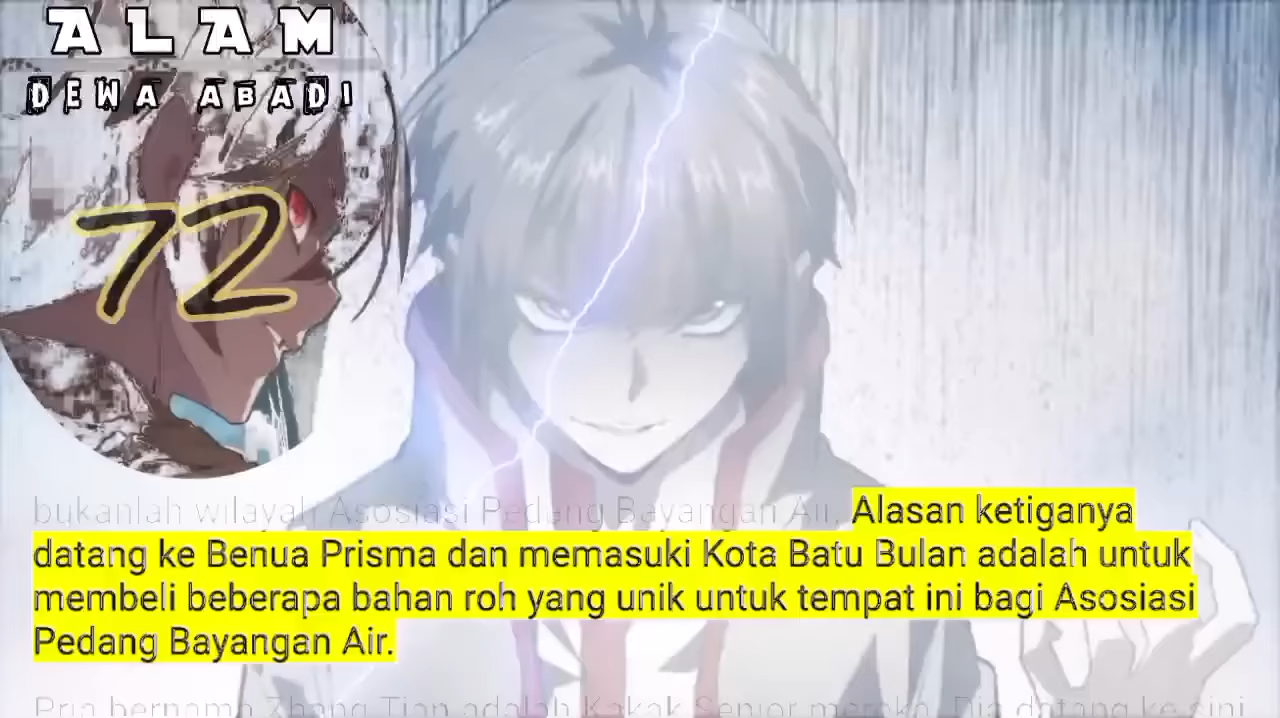 ALAM
DEWA ABADI
72
bukanlah wilayah Asosiasi Pedang Bayangan Air. Alasan ketiganya
datang ke Benua Prisma dan memasuki Kota Batu Bulan adalah untuk
membeli beberapa bahan roh yang unik untuk tempat ini bagi Asosiasi
Pedang Bayangan Air.
Pria bernama Zhang Tian adalah Kakak Senior mereka. Dia datang ke sini